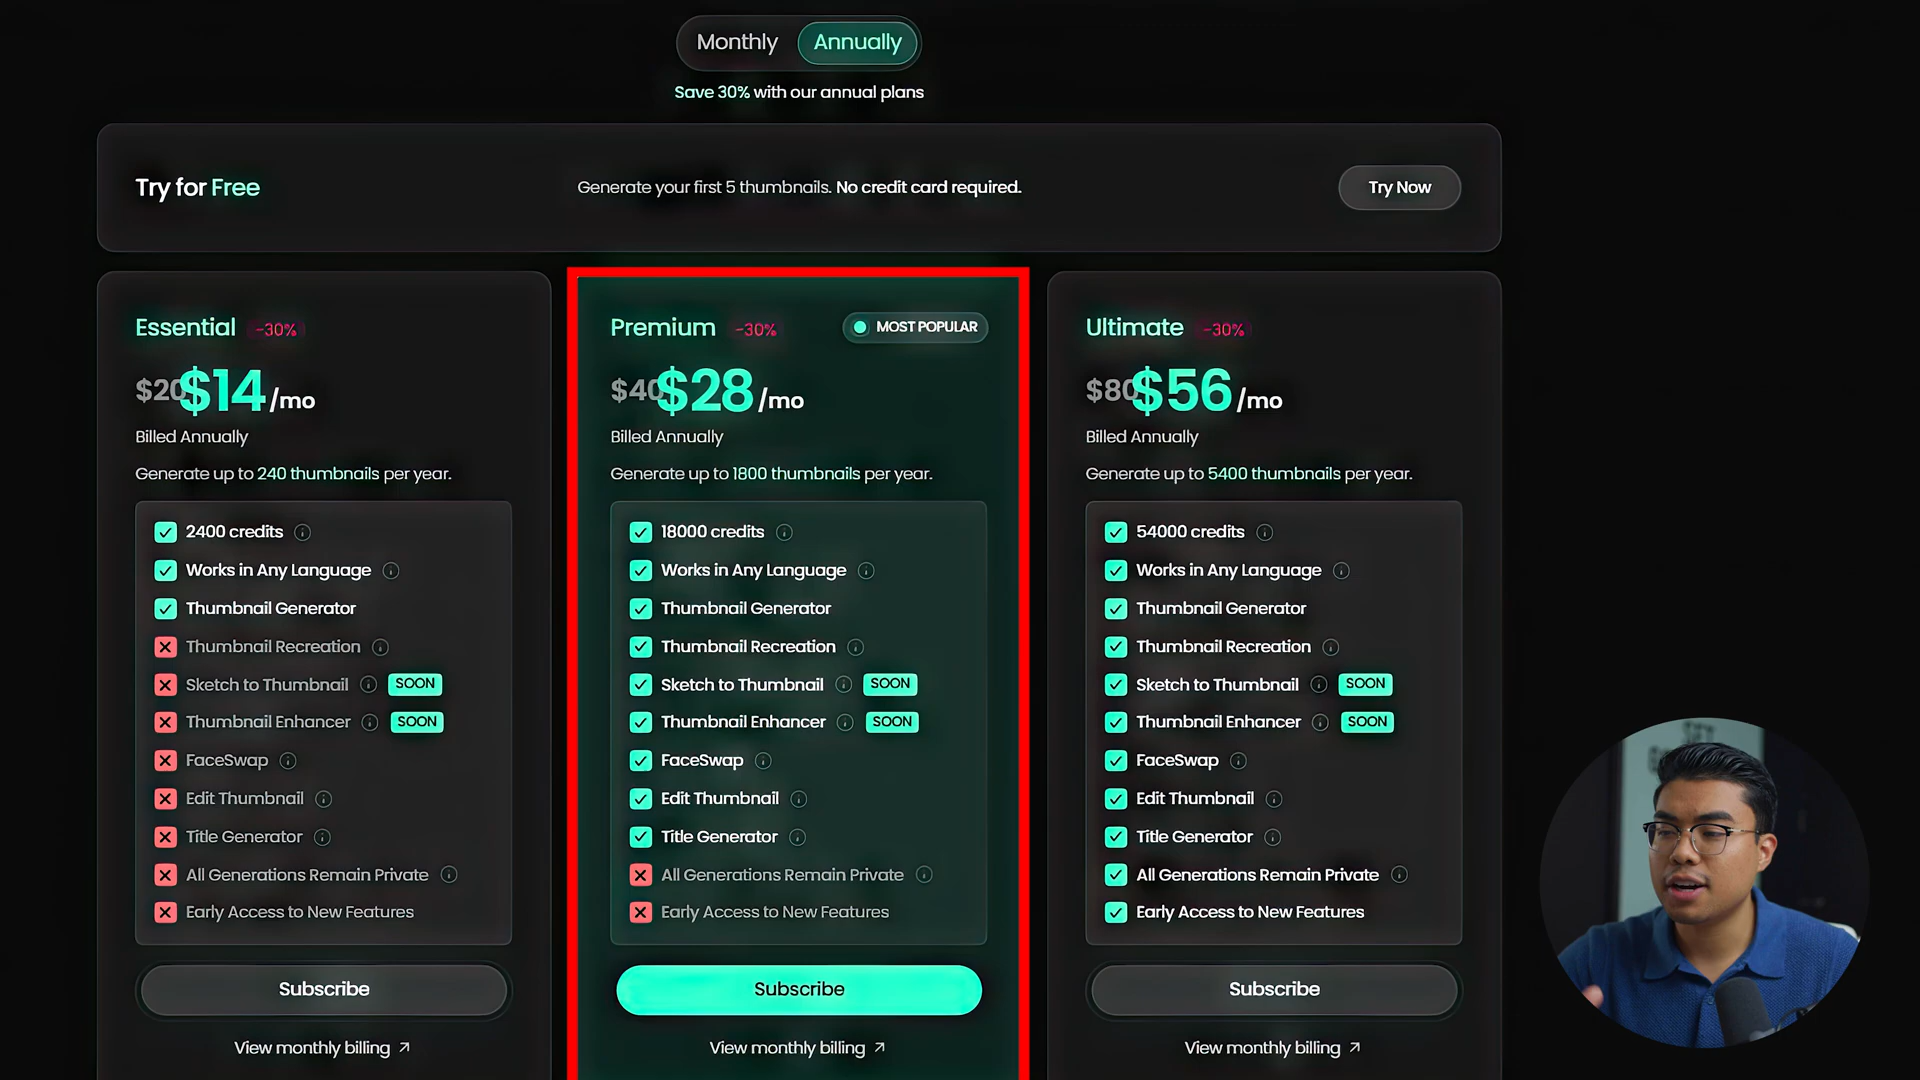 Monthly Annually
Save 30% with our annual plans
Try for Free
Generate your first 5 thumbnails. No credit card required.
Try Now
Essential -30%
$20 $14 /mo
Billed Annually
Generate up to 240 thumbnails per year.
2400 credits
Works in Any Language
Thumbnail Generator
Thumbnail Recreation
Sketch to Thumbnail SOON
Thumbnail Enhancer SOON
FaceSwap
Edit Thumbnail
Title Generator
All Generations Remain Private
Early Access to New Features
Subscribe
View monthly billing
Premium -30% MOST POPULAR
$40 $28 /mo
Billed Annually
Generate up to 1800 thumbnails per year.
18000 credits
Works in Any Language
Thumbnail Generator
Thumbnail Recreation
Sketch to Thumbnail SOON
Thumbnail Enhancer SOON
FaceSwap
Edit Thumbnail
Title Generator
All Generations Remain Private
Early Access to New Features
Subscribe
View monthly billing
Ultimate -30%
$80 $56 /mo
Billed Annually
Generate up to 5400 thumbnails per year.
54000 credits
Works in Any Language
Thumbnail Generator
Thumbnail Recreation
Sketch to Thumbnail SOON
Thumbnail Enhancer SOON
FaceSwap
Edit Thumbnail
Title Generator
All Generations Remain Private
Early Access to New Features
Subscribe
View monthly billing